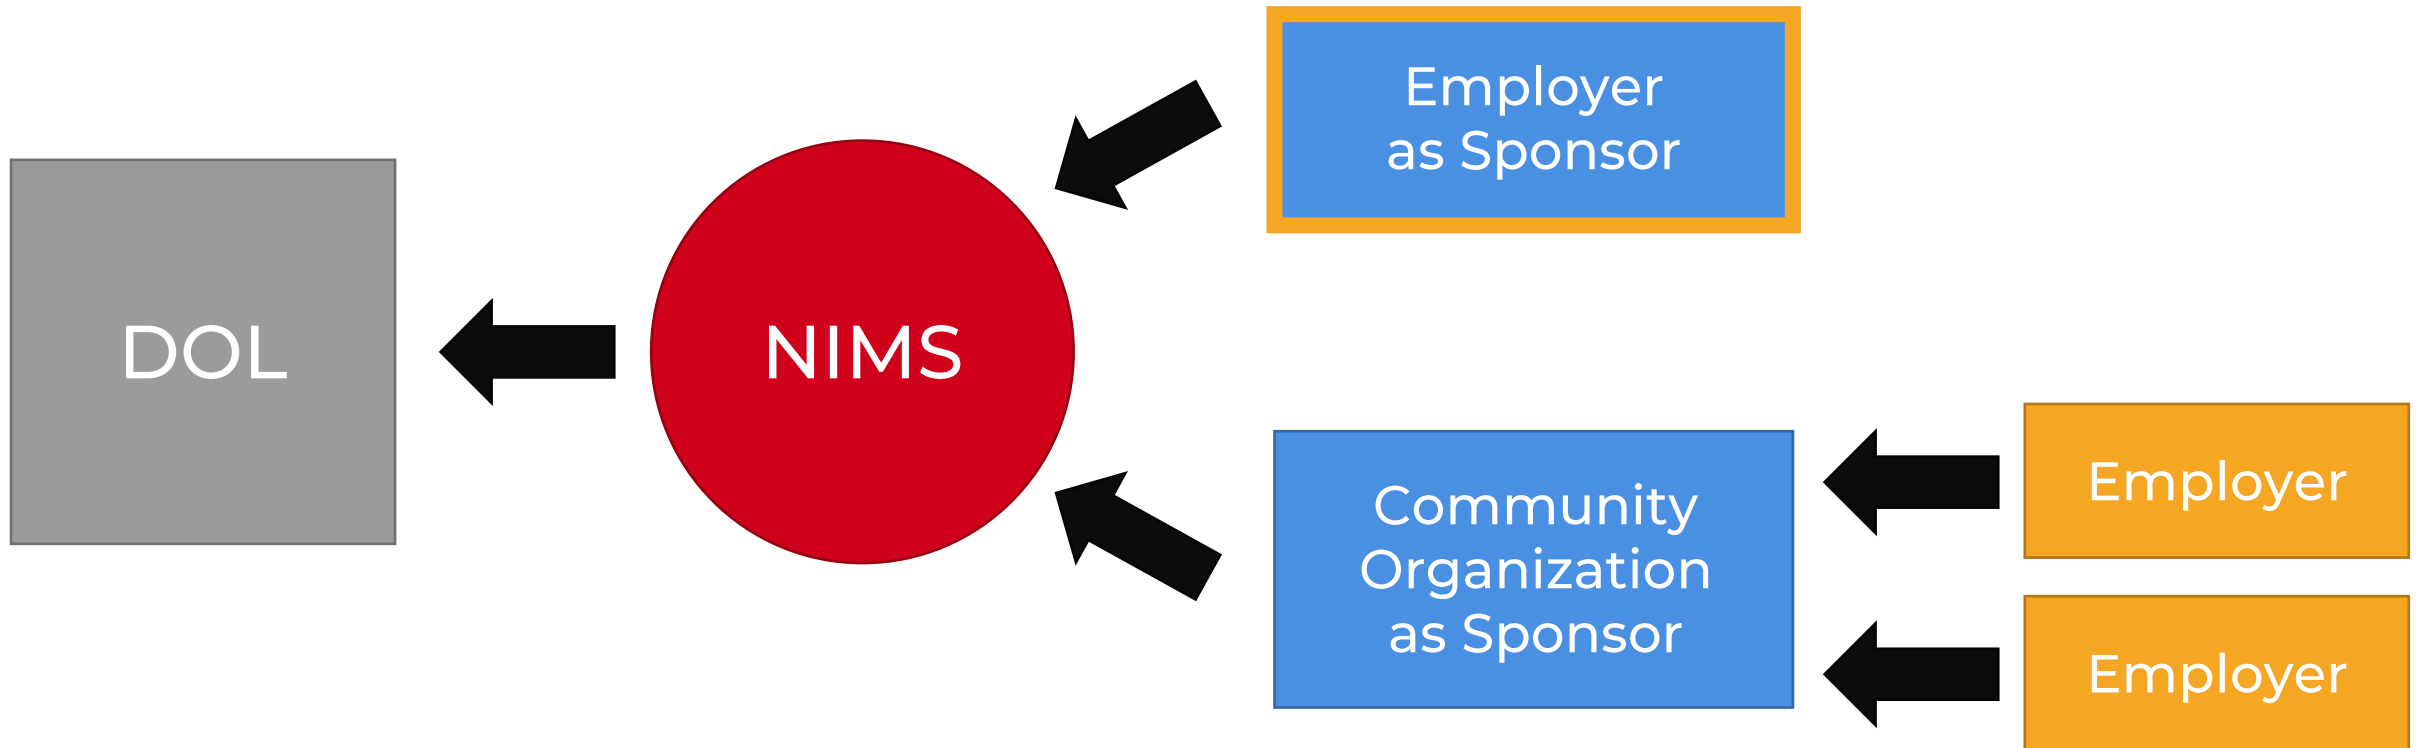 DOL
NIMS
Employer
as Sponsor
Community
Organization
as Sponsor
Employer
Employer